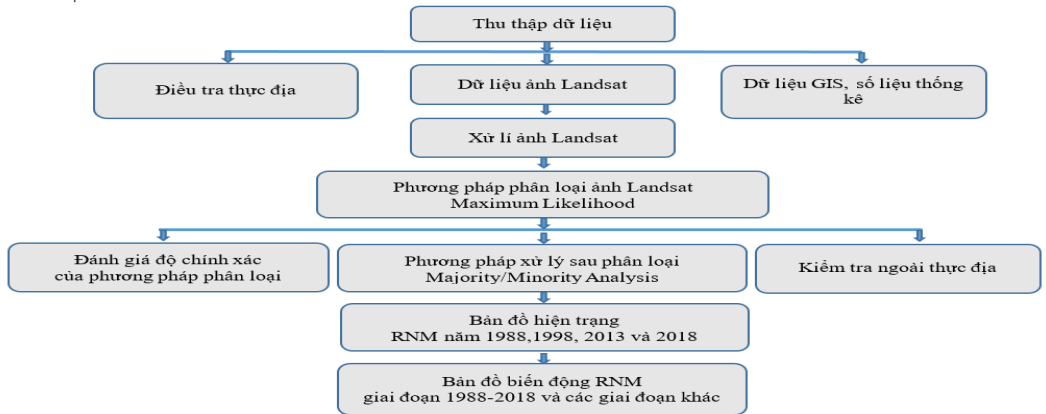 Thu thập dữ liệu
Điều tra thực địa
Dữ liệu ảnh Landsat
Dữ liệu GIS, số liệu thống
kê
Xử lí ảnh Landsat
Phương pháp phân loại ảnh Landsat
Maximum Likelihood
Đánh giá độ chính xác
của phương pháp phân loại
Phương pháp xử lý sau phân loại
Majority/Minority Analysis
Kiểm tra ngoài thực địa
Bản đồ hiện trạng
RNM năm 1988,1998, 2013 và 2018
Bản đồ biến động RNM
giai đoạn 1988-2018 và các giai đoạn khác